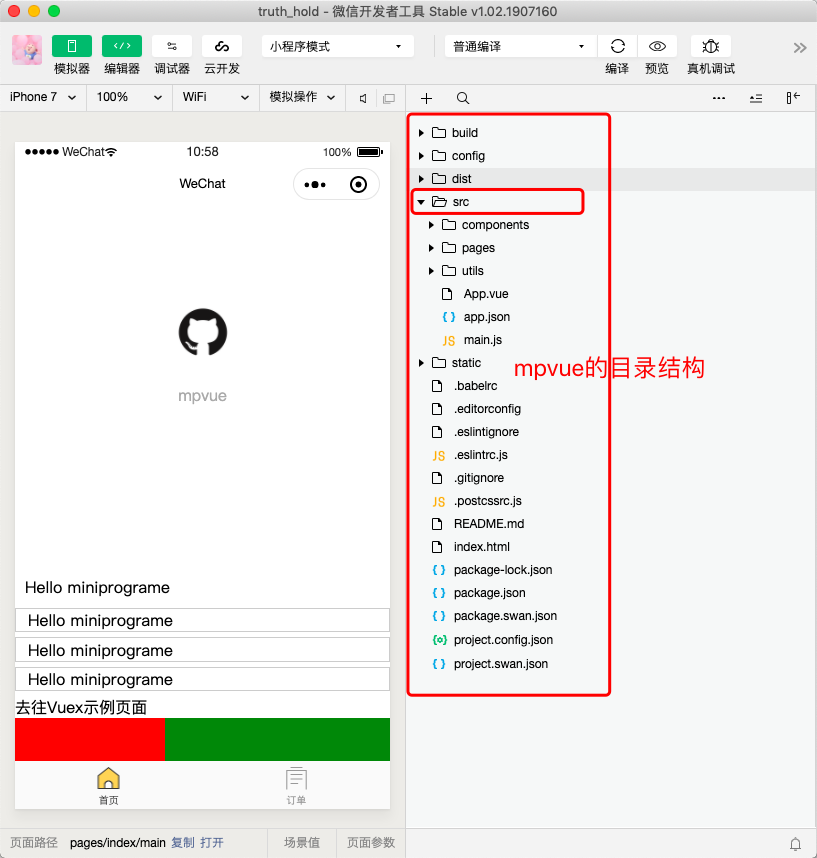 truth_hold - 微信开发者工具 Stable v1.02.1907160
模拟器 编辑器 调试器 云开发
小程序模式
普通编译
编译 预览 真机调试
iPhone 7 100% WiFi 模拟操作
WeChat 10:58 100%
WeChat
mpvue
Hello miniprograme
Hello miniprograme
Hello miniprograme
Hello miniprograme
去往Vuex示例页面
首页 订单
页面路径 pages/index/main 复制 打开 场景值 页面参数
build
config
dist
src
components
pages
utils
App.vue
{ } app.json
JS main.js
static
mpvue的目录结构
.babelrc
.editorconfig
.eslintignore
JS .eslintrc.js
.gitignore
JS .postcssrc.js
README.md
index.html
{ } package-lock.json
{ } package.json
{ } package.swan.json
{o} project.config.json
{ } project.swan.json